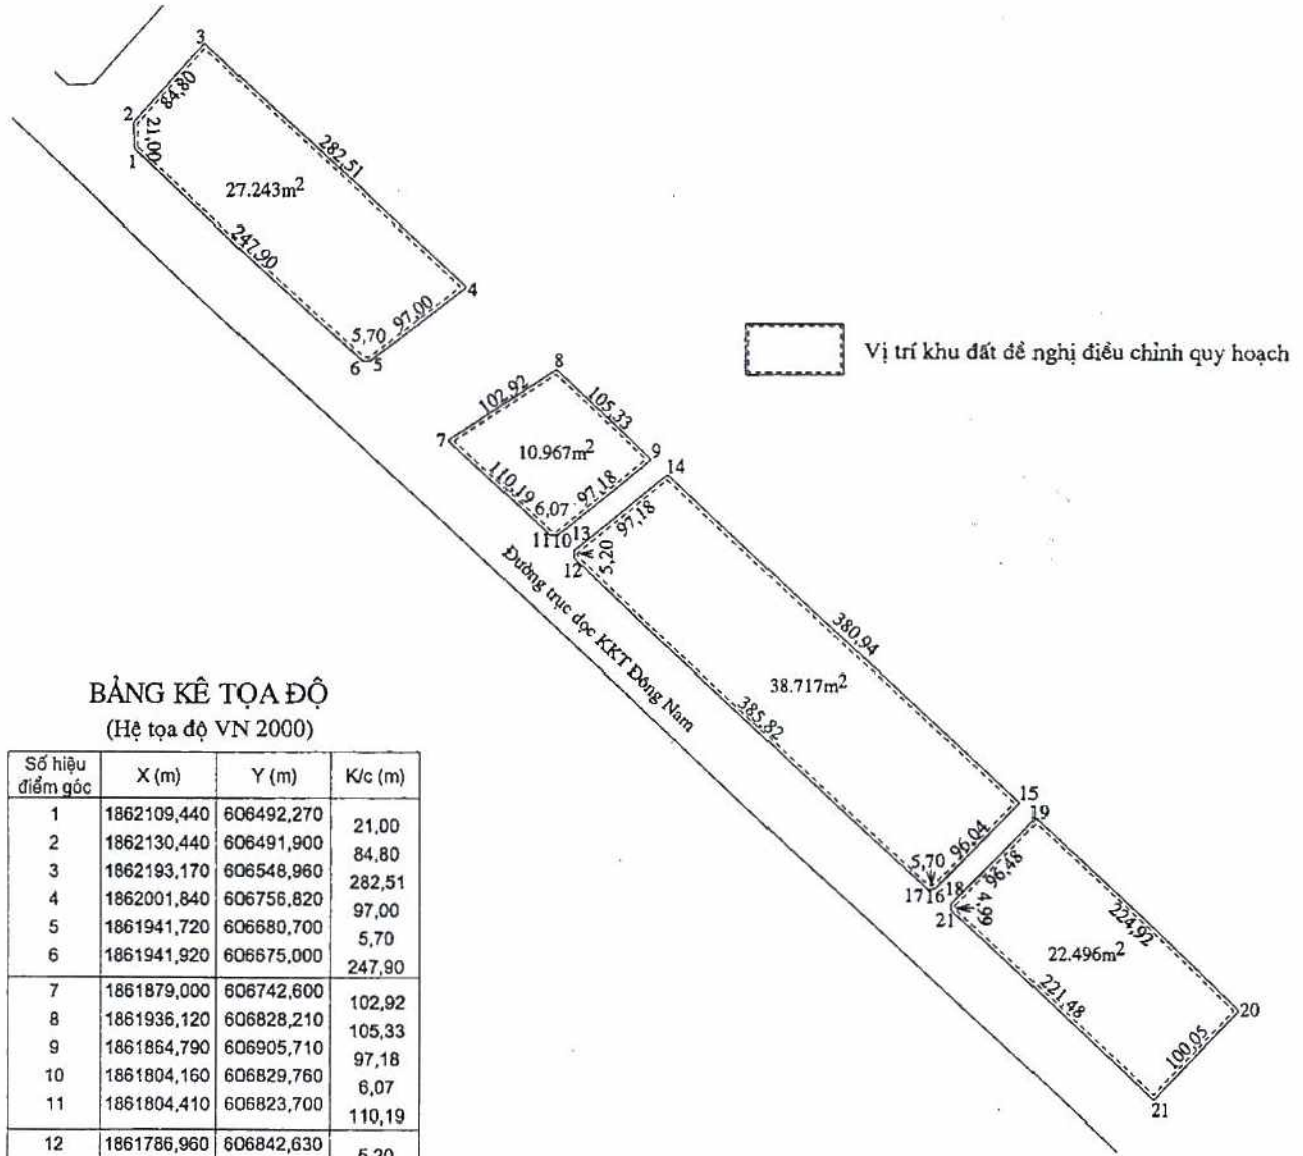 3
2
84,80
21,00
1
282,51
27.243m²
247,90
4
5,70
97,00
6
5
Vị trí khu đất đề nghị điều chỉnh quy hoạch
8
102,92
105,33
7
10.967m²
9
14
110,19
6,07
97,18
11
10
13
97,18
12
5,20
Đường trục dọc KKT Đông Nam
380,94
38.717m²
385,82
15
19
5,70
96,04
17
16
18
96,48
21
4,99
224,92
22.496m²
221,48
20
100,05
21
BẢNG KÊ TỌA ĐỘ
(Hệ tọa độ VN 2000)
Số hiệu điểm góc X (m) Y (m) K/c (m)
1 1862109,440 606492,270
21,00
2 1862130,440 606491,900
84,80
3 1862193,170 606548,960
282,51
4 1862001,840 606756,820
97,00
5 1861941,720 606680,700
5,70
6 1861941,920 606675,000
247,90
7 1861879,000 606742,600
102,92
8 1861936,120 606828,210
105,33
9 1861864,790 606905,710
97,18
10 1861804,160 606829,760
6,07
11 1861804,410 606823,700
110,19
12 1861786,960 606842,630
5,20